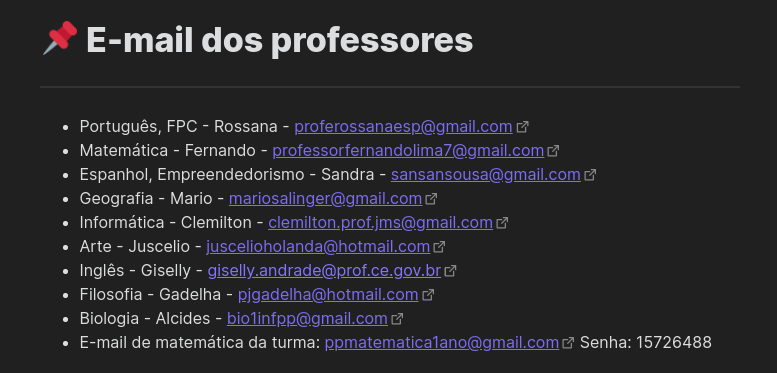 📌 E-mail dos professores
• Português, FPC - Rossana - proferossanaesp@gmail.com
• Matemática - Fernando - professorfernandolima7@gmail.com
• Espanhol, Empreendedorismo - Sandra - sansansousa@gmail.com
• Geografia - Mario - mariosalinger@gmail.com
• Informática - Clemilton - clemilton.prof.jms@gmail.com
• Arte - Juscelio - juscelioholanda@hotmail.com
• Inglês - Giselly - giselly.andrade@prof.ce.gov.br
• Filosofia - Gadelha - pjgadelha@hotmail.com
• Biologia - Alcides - bio1infpp@gmail.com
• E-mail de matemática da turma: ppmatematica1ano@gmail.com Senha: 15726488